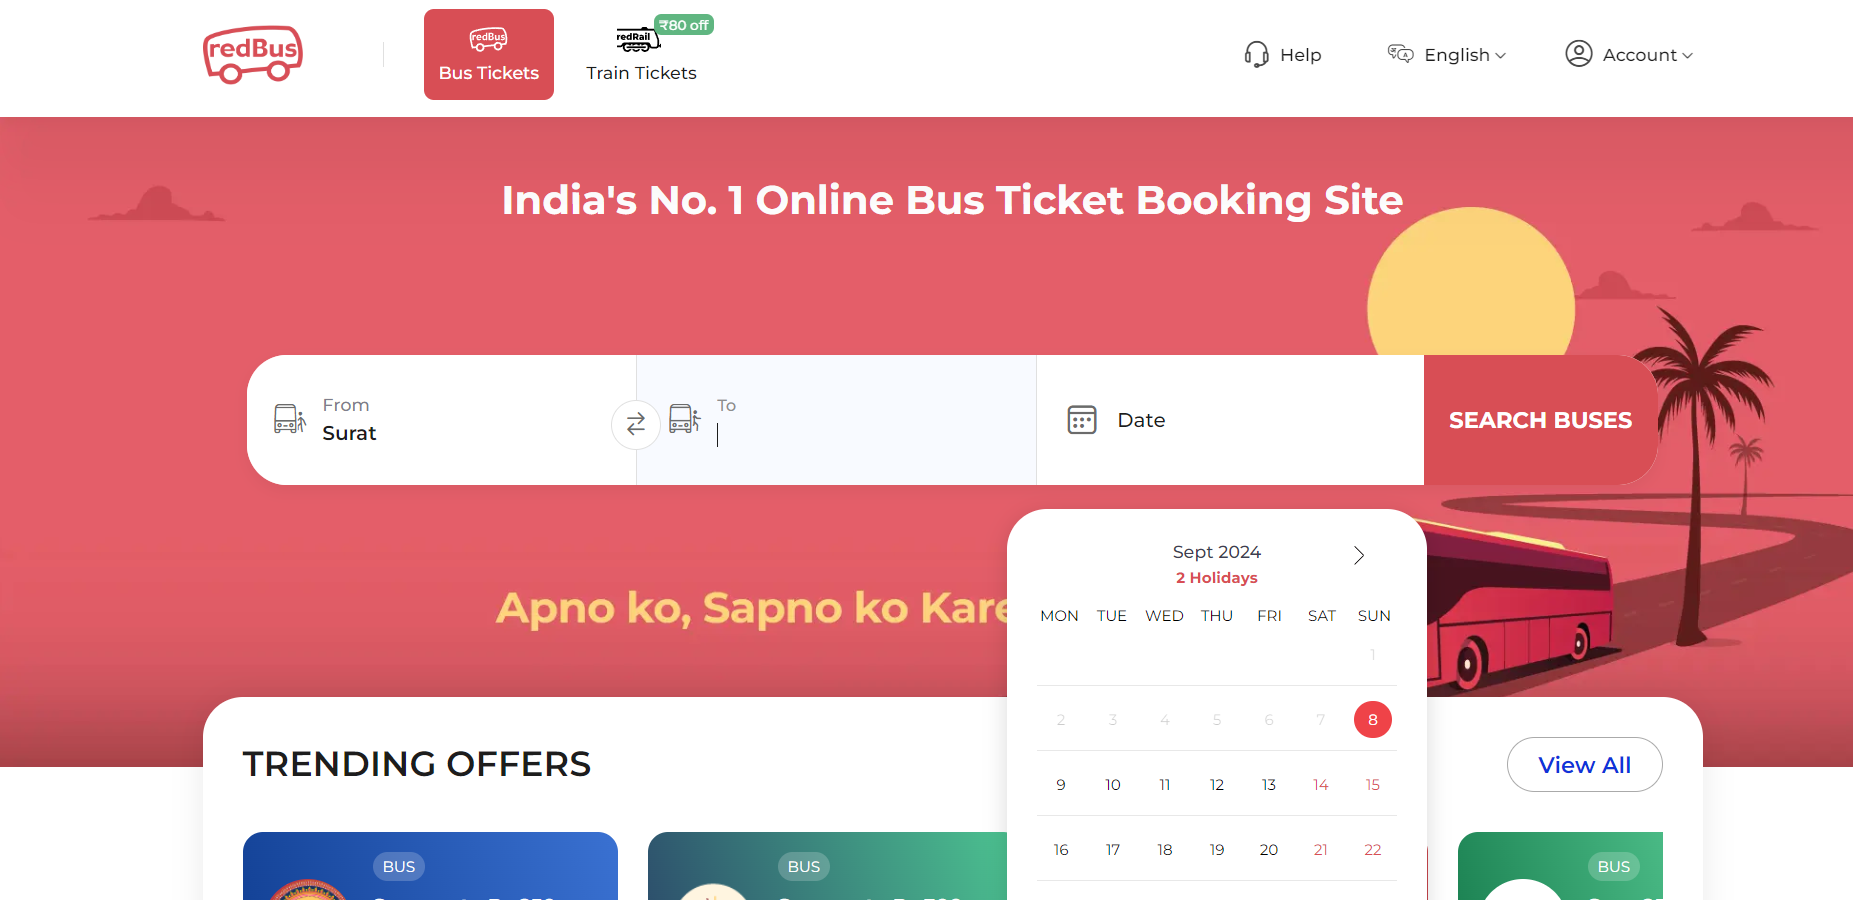 redBus
redBus
Bus Tickets
redRail
₹80 off
Train Tickets
Help
English
Account
India's No. 1 Online Bus Ticket Booking Site
From
Surat
To
Date
SEARCH BUSES
Apno ko, Sapno ko Kare
Sept 2024
2 Holidays
MON TUE WED THU FRI SAT SUN
1
2 3 4 5 6 7 8
9 10 11 12 13 14 15
16 17 18 19 20 21 22
TRENDING OFFERS
View All
BUS
BUS
BUS